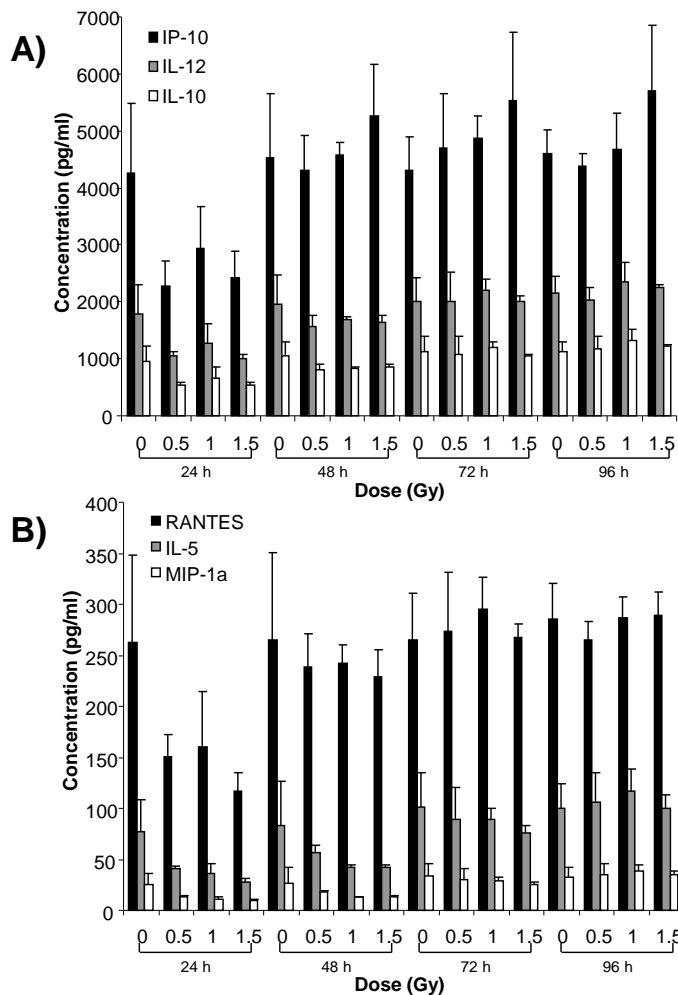 A)
7000
6000
5000
4000
3000
2000
1000
0
Concentration (pg/ml)
IP-10
IL-12
IL-10
0 0.5 1 1.5 0 0.5 1 1.5 0 0.5 1 1.5 0 0.5 1 1.5
24 h 48 h 72 h 96 h
Dose (Gy)
B)
400
350
300
250
200
150
100
50
0
Concentration (pg/ml)
RANTES
IL-5
MIP-1a
0 0.5 1 1.5 0 0.5 1 1.5 0 0.5 1 1.5 0 0.5 1 1.5
24 h 48 h 72 h 96 h
Dose (Gy)